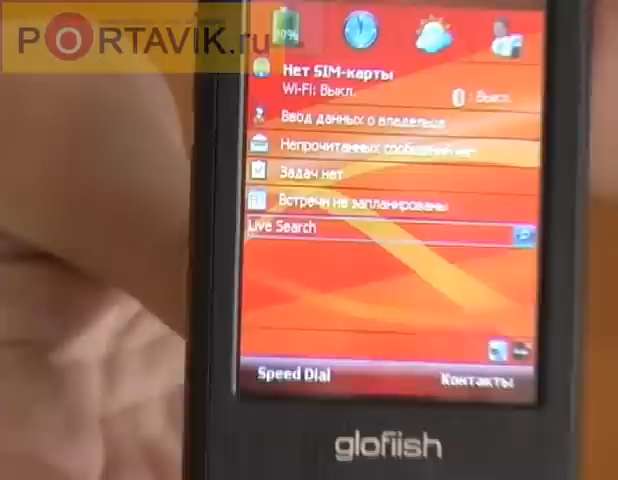 PORTAVIK.ru
Нет SIM-карты
Wi-Fi: Выкл.
: Выкл.
Ввод данных о владельце
Непрочитанных сообщений нет
Задач нет
Встречи не запланированы
Live Search
Speed Dial
Контакты
glofiish